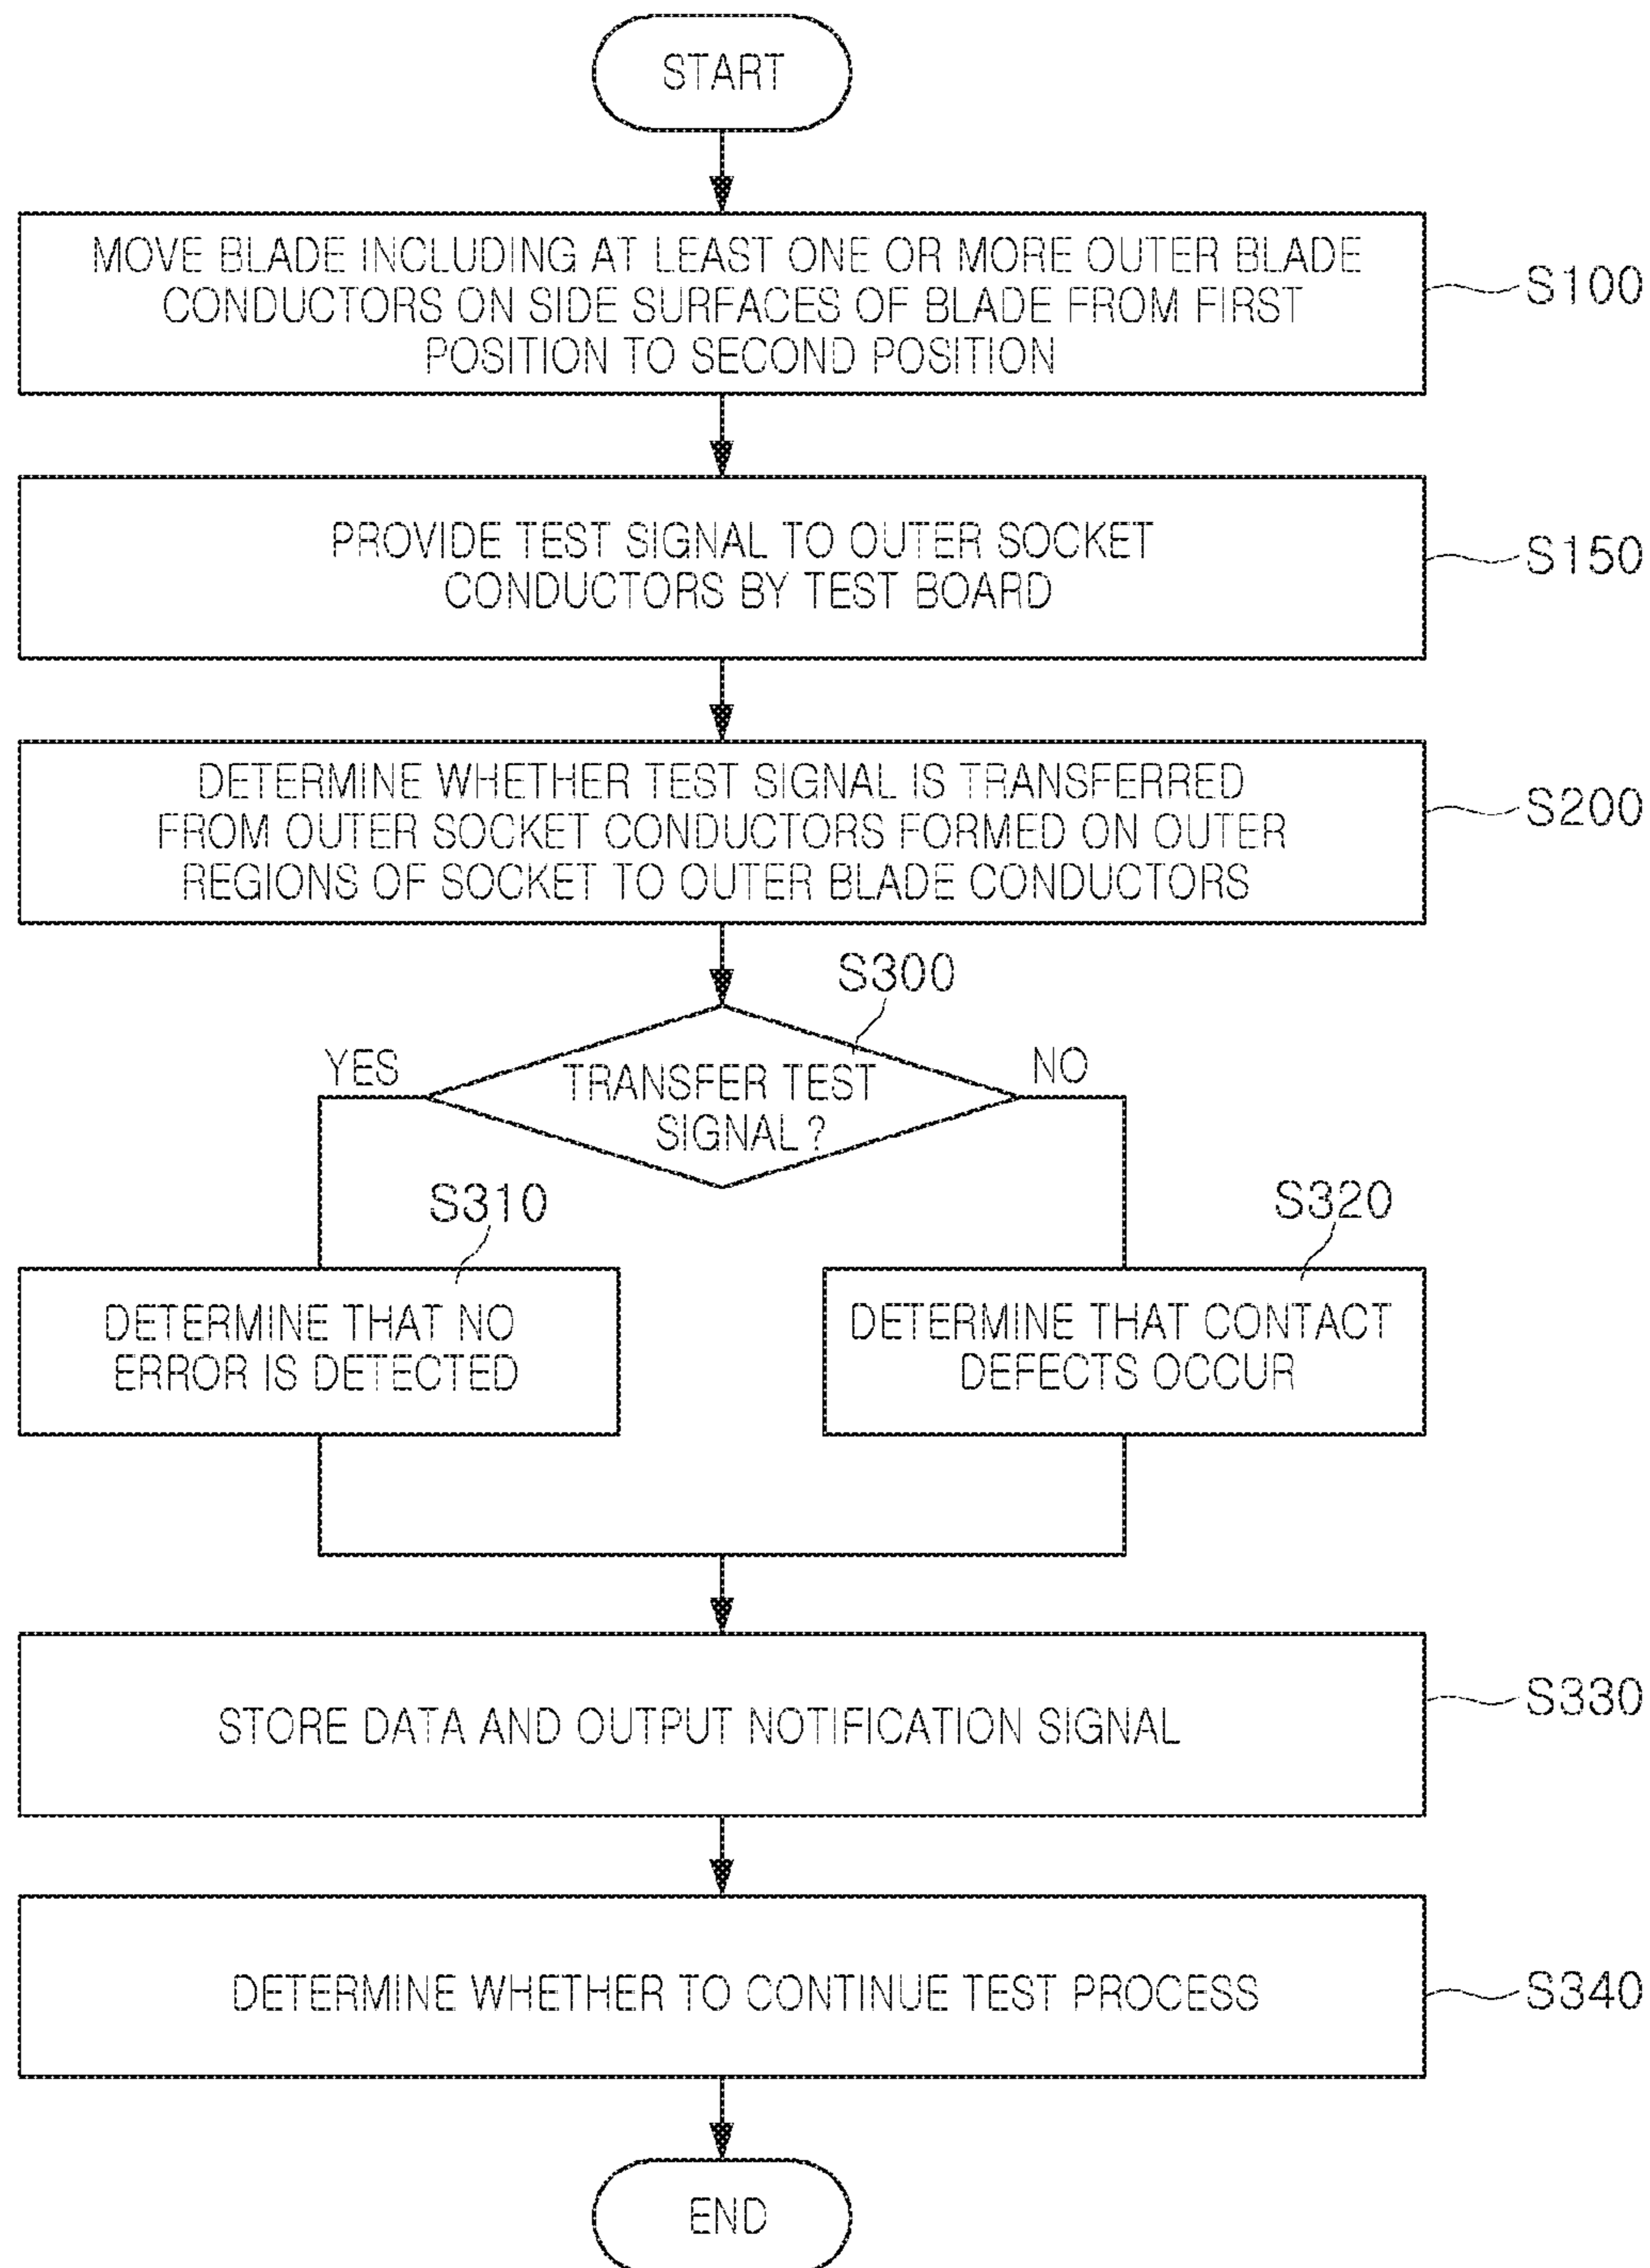 START
MOVE BLADE INCLUDING AT LEAST ONE OR MORE OUTER BLADE
CONDUCTORS ON SIDE SURFACES OF BLADE FROM FIRST
POSITION TO SECOND POSITION
S100
PROVIDE TEST SIGNAL TO OUTER SOCKET
CONDUCTORS BY TEST BOARD
S150
DETERMINE WHETHER TEST SIGNAL IS TRANSFERRED
FROM OUTER SOCKET CONDUCTORS FORMED ON OUTER
REGIONS OF SOCKET TO OUTER BLADE CONDUCTORS
S200
S300
YES
TRANSFER TEST
SIGNAL?
NO
S310
S320
DETERMINE THAT NO
ERROR IS DETECTED
DETERMINE THAT CONTACT
DEFECTS OCCUR
STORE DATA AND OUTPUT NOTIFICATION SIGNAL
S330
DETERMINE WHETHER TO CONTINUE TEST PROCESS
S340
END